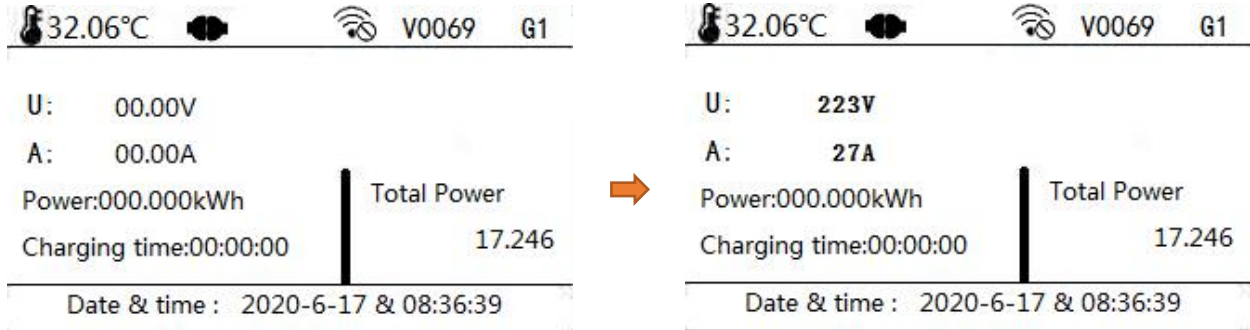 32.06℃ V0069 G1
U: 00.00V
A: 00.00A
Power:000.000kWh
Charging time:00:00:00
Total Power
17.246
Date & time : 2020-6-17 & 08:36:39
32.06℃ V0069 G1
U: 223V
A: 27A
Power:000.000kWh
Charging time:00:00:00
Total Power
17.246
Date & time : 2020-6-17 & 08:36:39